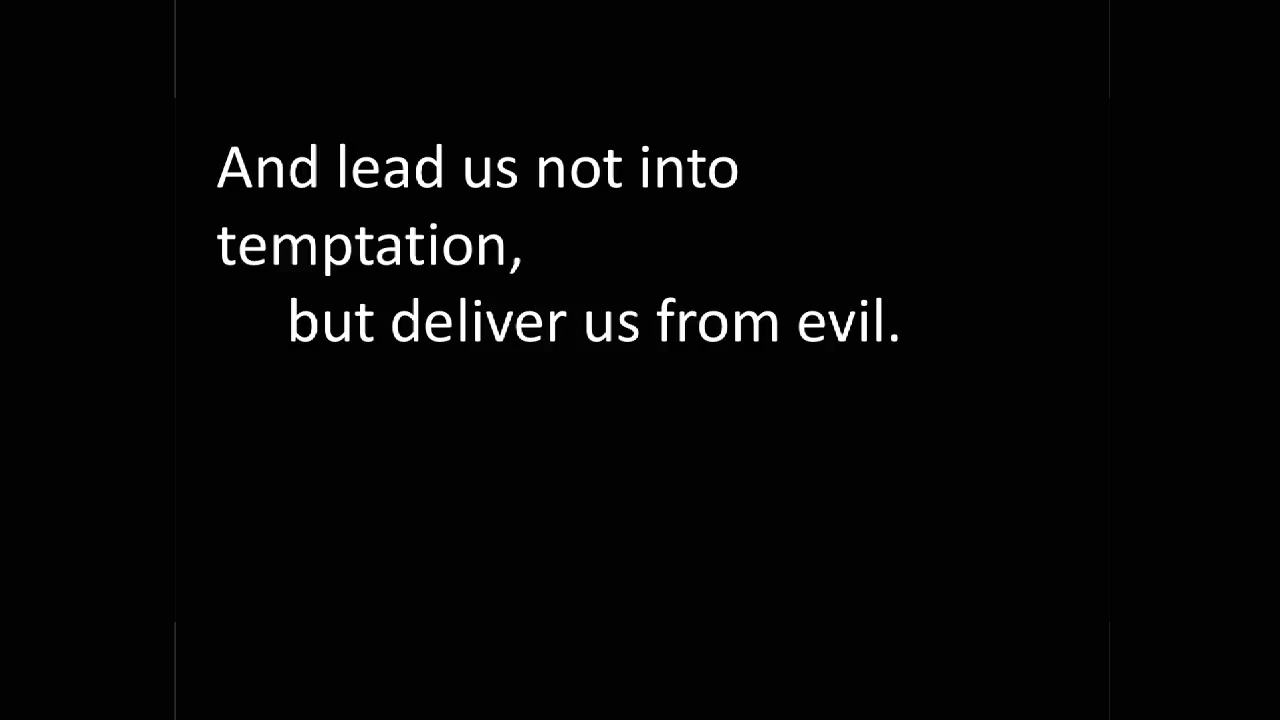 And lead us not into
temptation,
but deliver us from evil.